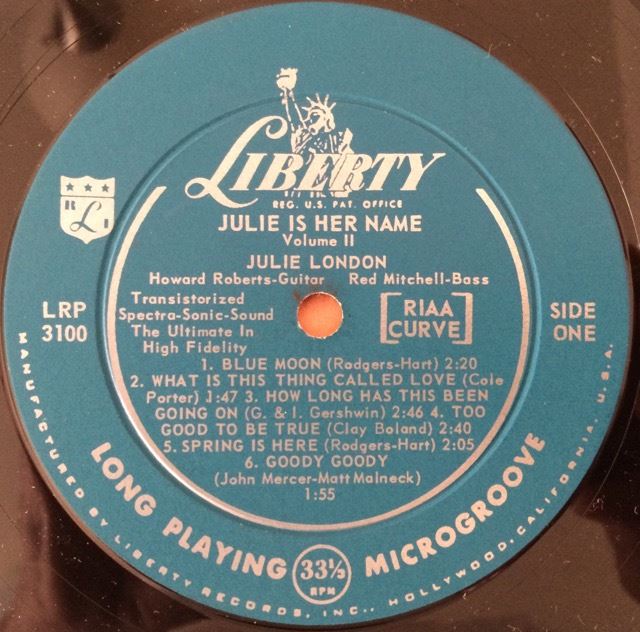 LIBERTY
REG. U.S. PAT. OFFICE
JULIE IS HER NAME
Volume II
JULIE LONDON
Howard Roberts-Guitar Red Mitchell-Bass
R L I
LRP
3100
Transistorized
Spectra-Sonic-Sound
The Ultimate In
High Fidelity
[RIAA
CURVE]
SIDE
ONE
1. BLUE MOON (Rodgers-Hart) 2:20
2. WHAT IS THIS THING CALLED LOVE (Cole
Porter) 1:47 3. HOW LONG HAS THIS BEEN
GOING ON (G. & I. Gershwin) 2:46 4. TOO
GOOD TO BE TRUE (Clay Boland) 2:40
5. SPRING IS HERE (Rodgers-Hart) 2:05
6. GOODY GOODY
(John Mercer-Matt Malneck)
1:55
LONG PLAYING 33⅓ RPM MICROGROOVE
MANUFACTURED BY LIBERTY RECORDS, INC., HOLLYWOOD, CALIFORNIA, U.S.A.